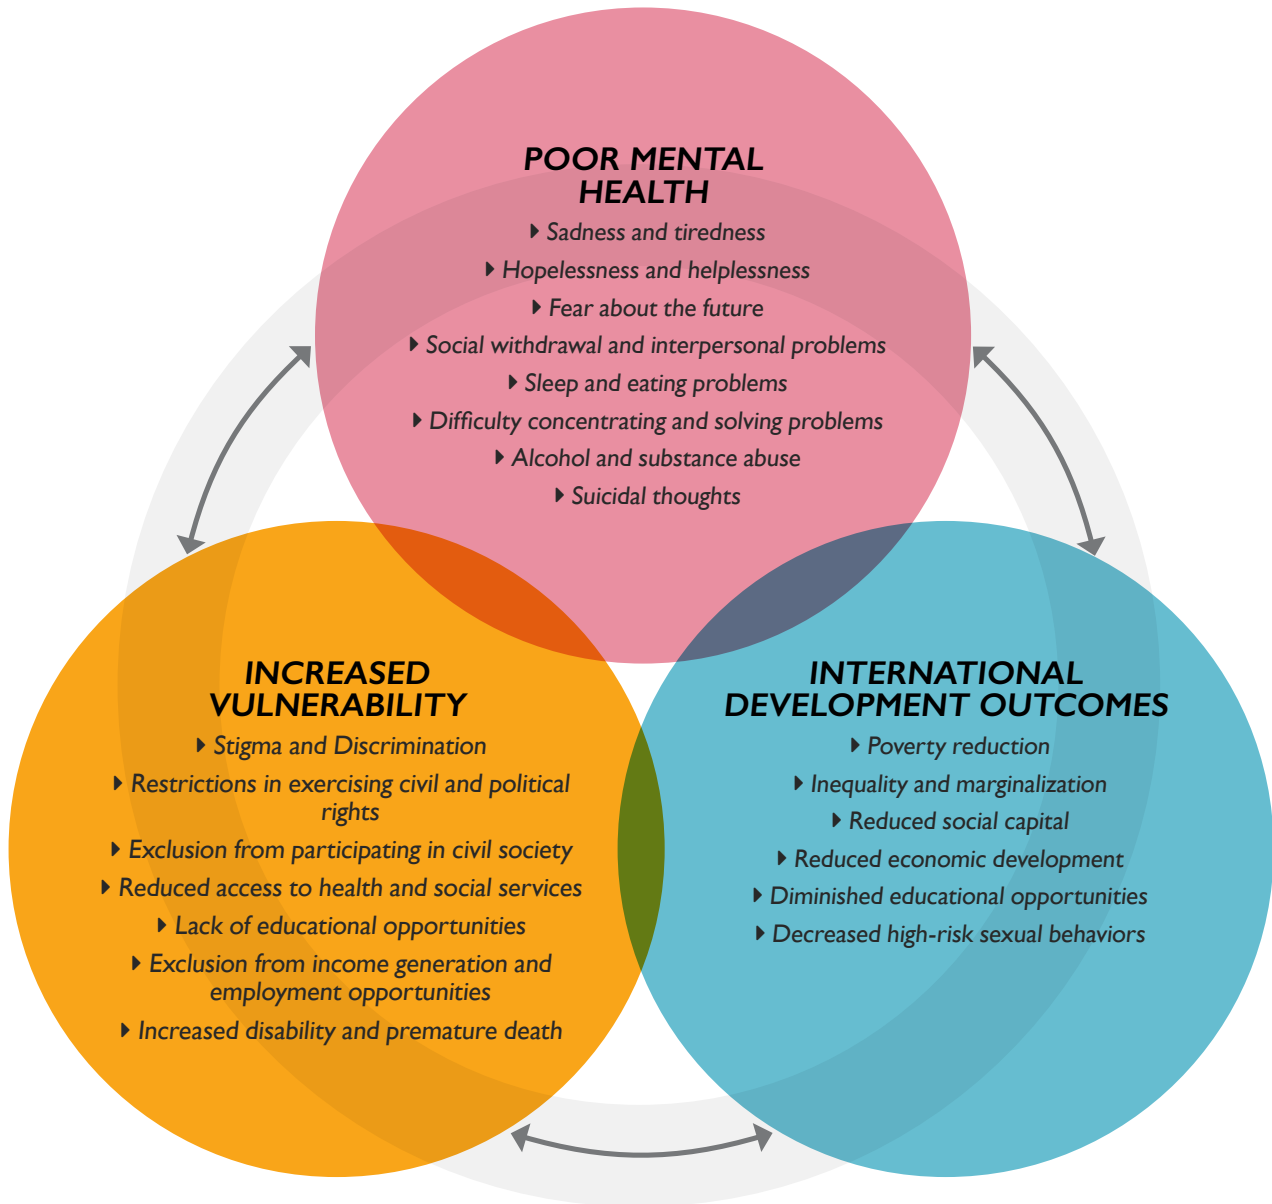 POOR MENTAL
HEALTH
Sadness and tiredness
Hopelessness and helplessness
Fear about the future
Social withdrawal and interpersonal problems
Sleep and eating problems
Difficulty concentrating and solving problems
Alcohol and substance abuse
Suicidal thoughts
INCREASED
VULNERABILITY
Stigma and Discrimination
Restrictions in exercising civil and political
rights
Exclusion from participating in civil society
Reduced access to health and social services
Lack of educational opportunities
Exclusion from income generation and
employment opportunities
Increased disability and premature death
INTERNATIONAL
DEVELOPMENT OUTCOMES
Poverty reduction
Inequality and marginalization
Reduced social capital
Reduced economic development
Diminished educational opportunities
Decreased high-risk sexual behaviors